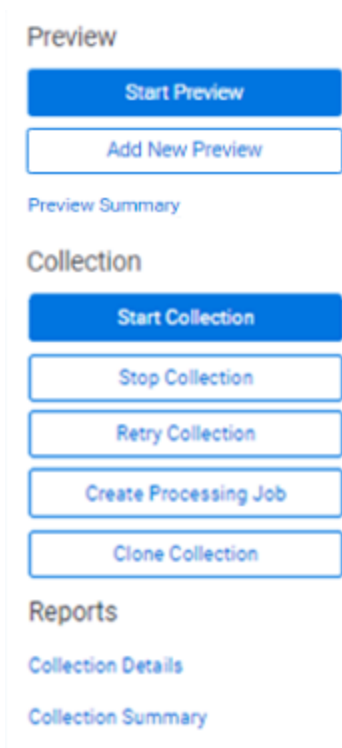 Preview
Start Preview
Add New Preview
Preview Summary
Collection
Start Collection
Stop Collection
Retry Collection
Create Processing Job
Clone Collection
Reports
Collection Details
Collection Summary